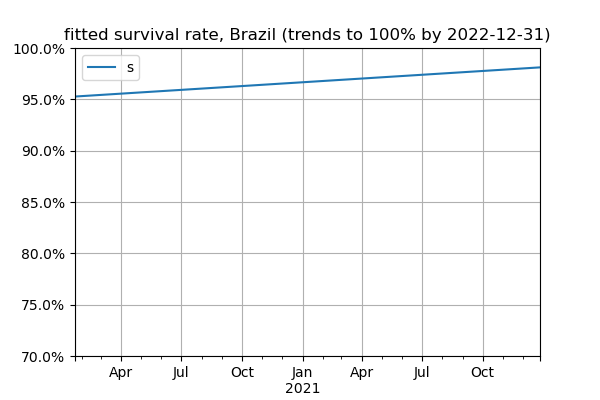 fitted survival rate, Brazil (trends to 100% by 2022-12-31)
100.0%
s
95.0%
90.0%
85.0%
80.0%
75.0%
70.0%
Apr Jul Oct Jan Apr Jul Oct
2021